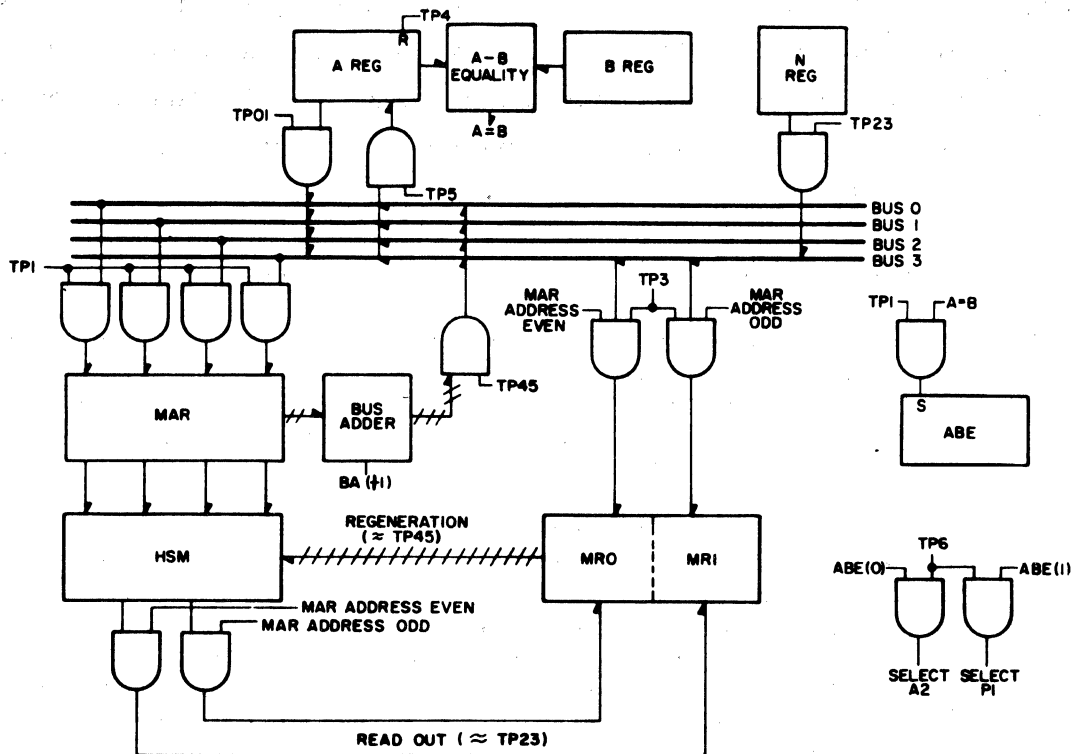 TP4
R
A REG
A-B
EQUALITY
B REG
N
REG
TP01
A=B
TP23
TP5
BUS 0
BUS 1
BUS 2
BUS 3
TP1
MAR
ADDRESS
EVEN
TP3
MAR
ADDRESS
ODD
TP1
A=B
TP45
MAR
BUS
ADDER
S
ABE
BA (+1)
HSM
REGENERATION
(≈ TP45)
MR0
MR1
TP6
ABE(0)
ABE(1)
MAR ADDRESS EVEN
MAR ADDRESS ODD
SELECT
A2
SELECT
P1
READ OUT (≈ TP23)